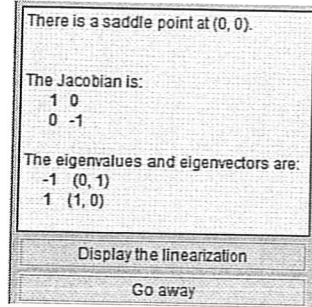 There is a saddle point at (0, 0).
The Jacobian is:
1 0
0 -1
The eigenvalues and eigenvectors are:
-1 (0, 1)
1 (1, 0)
Display the linearization
Go away